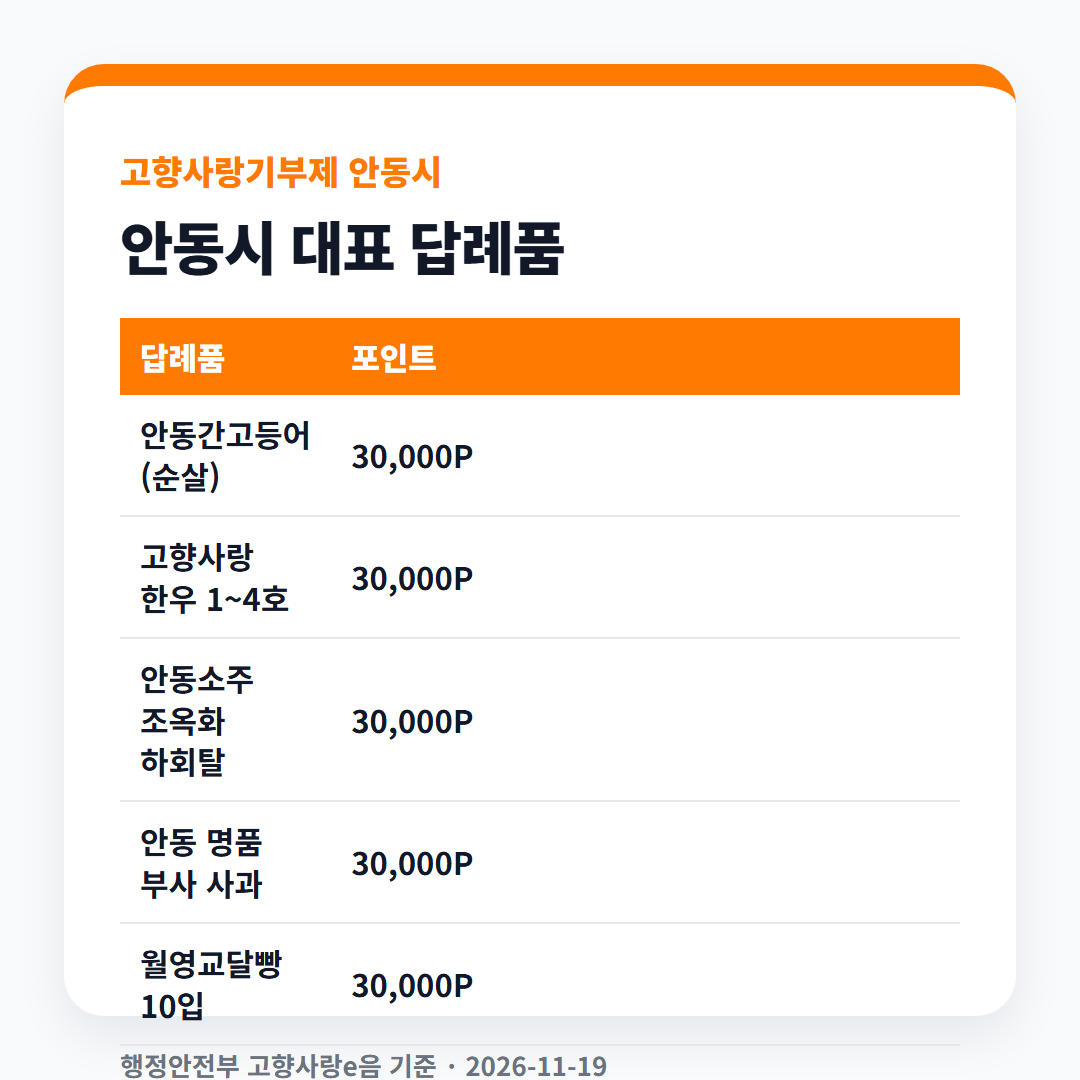 고향사랑기부제 안동시
안동시 대표 답례품
답례품 포인트
안동간고등어
(순살) 30,000P
고향사랑
한우 1~4호 30,000P
안동소주
조옥화 30,000P
하회탈
안동 명품
부사 사과 30,000P
월영교달빵
10입 30,000P
행정안전부 고향사랑e음 기준 · 2026-11-19